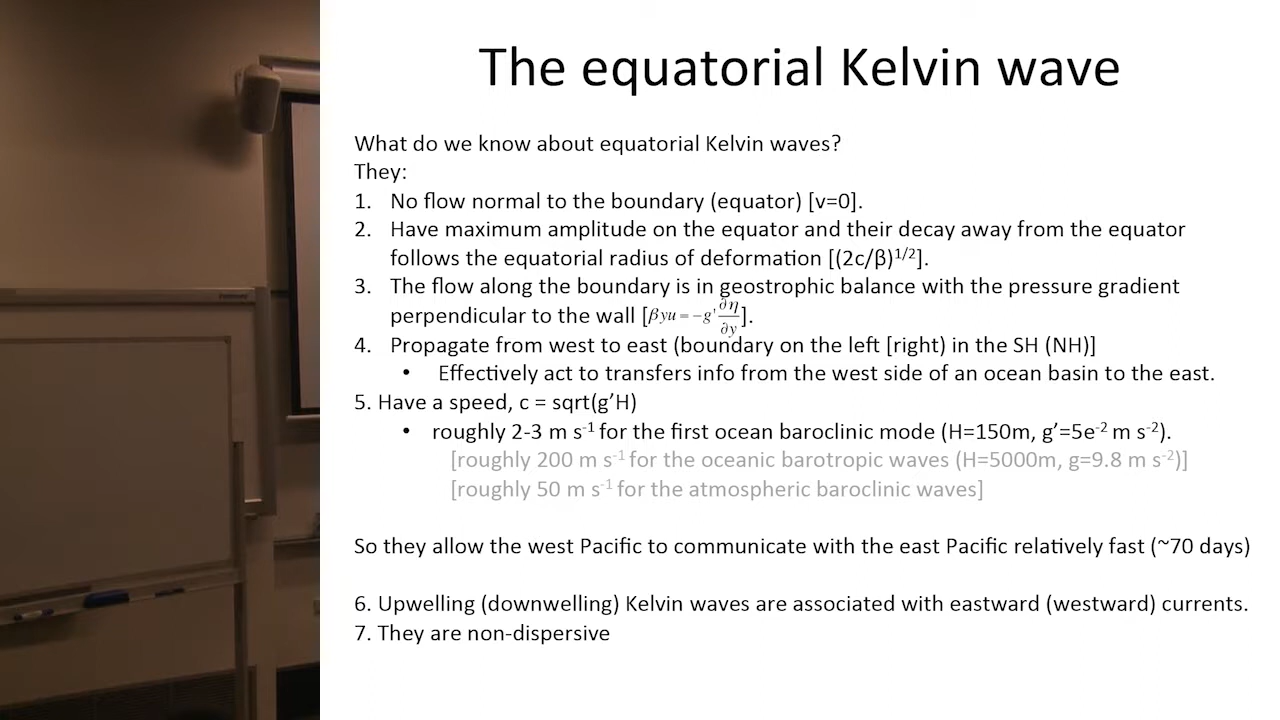 The equatorial Kelvin wave
What do we know about equatorial Kelvin waves?
They:
1. No flow normal to the boundary (equator) [v=0].
2. Have maximum amplitude on the equator and their decay away from the equator
follows the equatorial radius of deformation [(2c/β)^1/2].
3. The flow along the boundary is in geostrophic balance with the pressure gradient
perpendicular to the wall [βyu = -g' ∂η/∂y].
4. Propagate from west to east (boundary on the left [right) in the SH (NH)]
• Effectively act to transfers info from the west side of an ocean basin to the east.
5. Have a speed, c = sqrt(g'H)
• roughly 2-3 m s^-1 for the first ocean baroclinic mode (H=150m, g'=5e^-2 m s^-2).
[roughly 200 m s^-1 for the oceanic barotropic waves (H=5000m, g=9.8 m s^-2)]
[roughly 50 m s^-1 for the atmospheric baroclinic waves]
So they allow the west Pacific to communicate with the east Pacific relatively fast (~70 days)
6. Upwelling (downwelling) Kelvin waves are associated with eastward (westward) currents.
7. They are non-dispersive